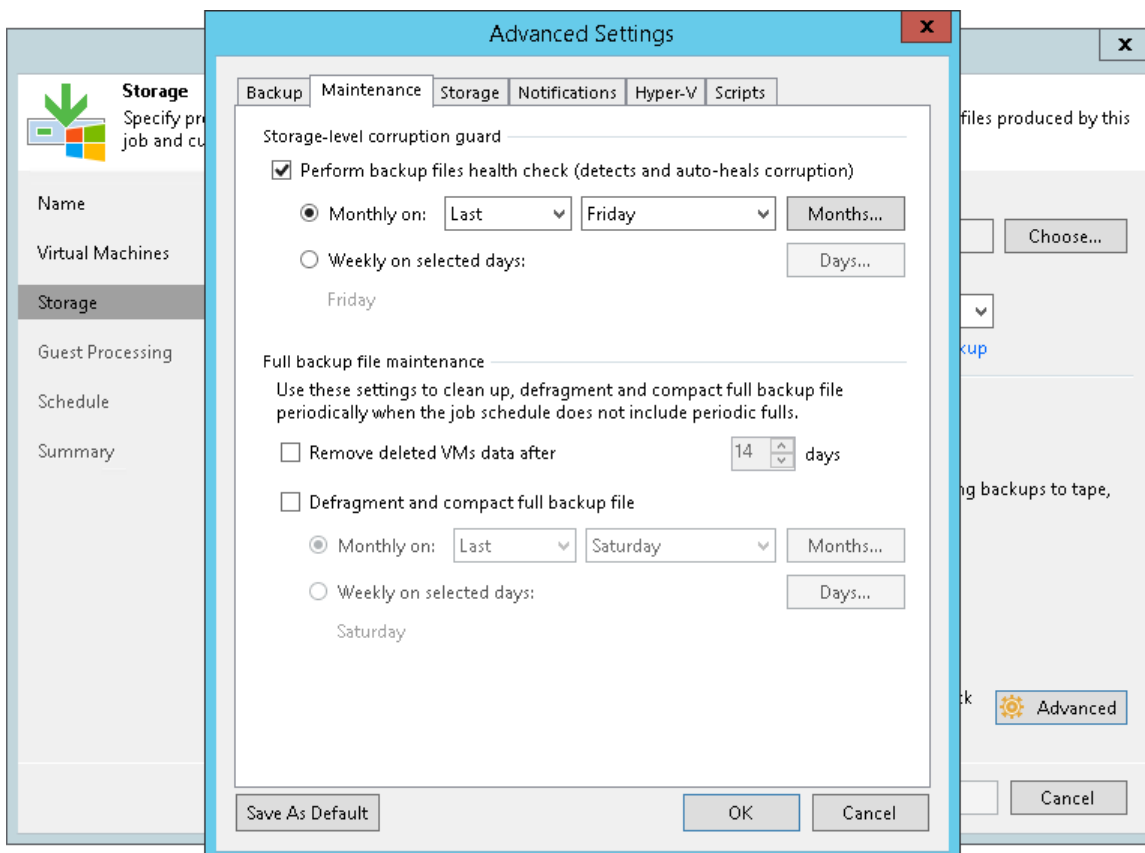 Advanced Settings
X
x
Storage
Specify pr
job and cu
files produced by this
Name
Virtual Machines
Storage
Guest Processing
Schedule
Summary
Backup Maintenance Storage Notifications Hyper-V Scripts
Storage-level corruption guard
Perform backup files health check (detects and auto-heals corruption)
Monthly on: Last Friday Months...
Weekly on selected days: Days...
Friday
Full backup file maintenance
Use these settings to clean up, defragment and compact full backup file
periodically when the job schedule does not include periodic fulls.
Remove deleted VMs data after 14 days
Defragment and compact full backup file
Monthly on: Last Saturday Months...
Weekly on selected days: Days...
Saturday
Save As Default OK Cancel
Choose...
kup
ng backups to tape,
Advanced
Cancel